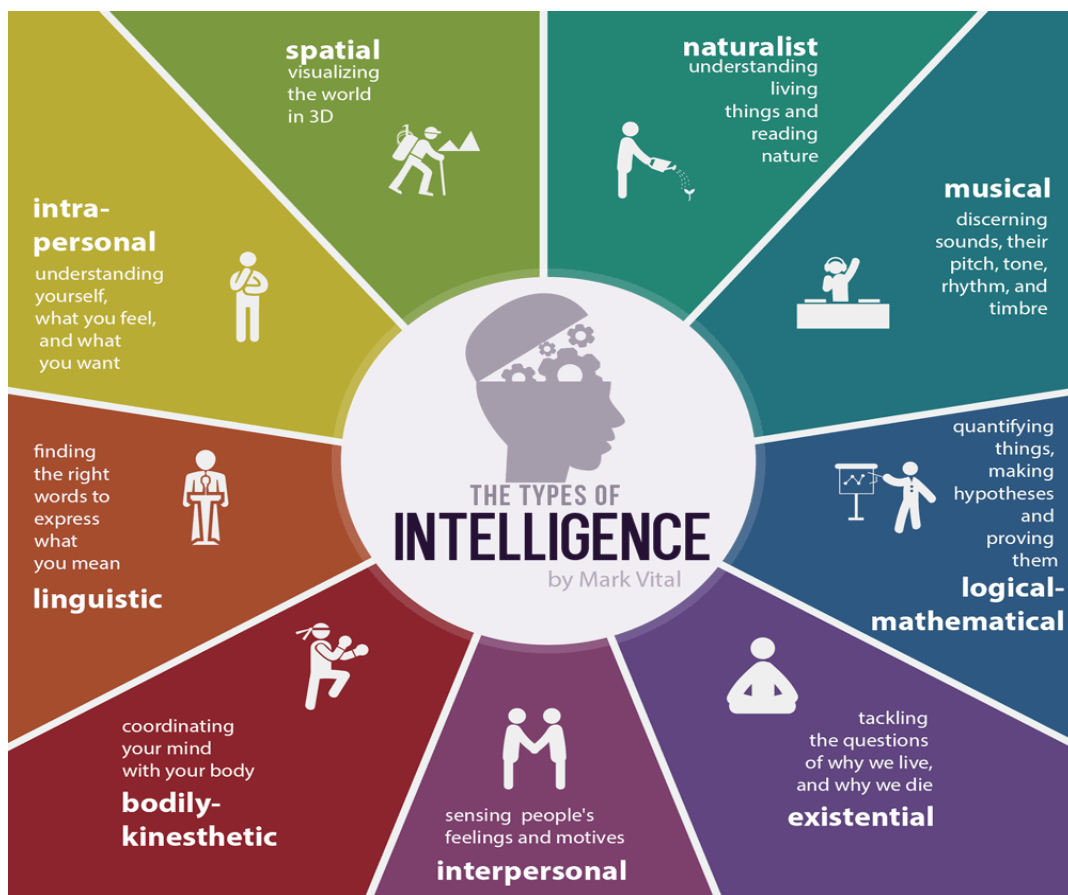 spatial
visualizing
the world
in 3D
naturalist
understanding
living
things and
reading
nature
musical
discerning
sounds, their
pitch, tone,
rhythm, and
timbre
quantifying
things,
making
hypotheses
and
proving
them
logical-
mathematical
tackling
the questions
of why we live,
and why we die
existential
sensing people's
feelings and motives
interpersonal
coordinating
your mind
with your body
bodily-
kinesthetic
finding
the right
words to
express
what
you mean
linguistic
intra-
personal
understanding
yourself,
what you feel,
and what
you want
THE TYPES OF
INTELLIGENCE
by Mark Vital